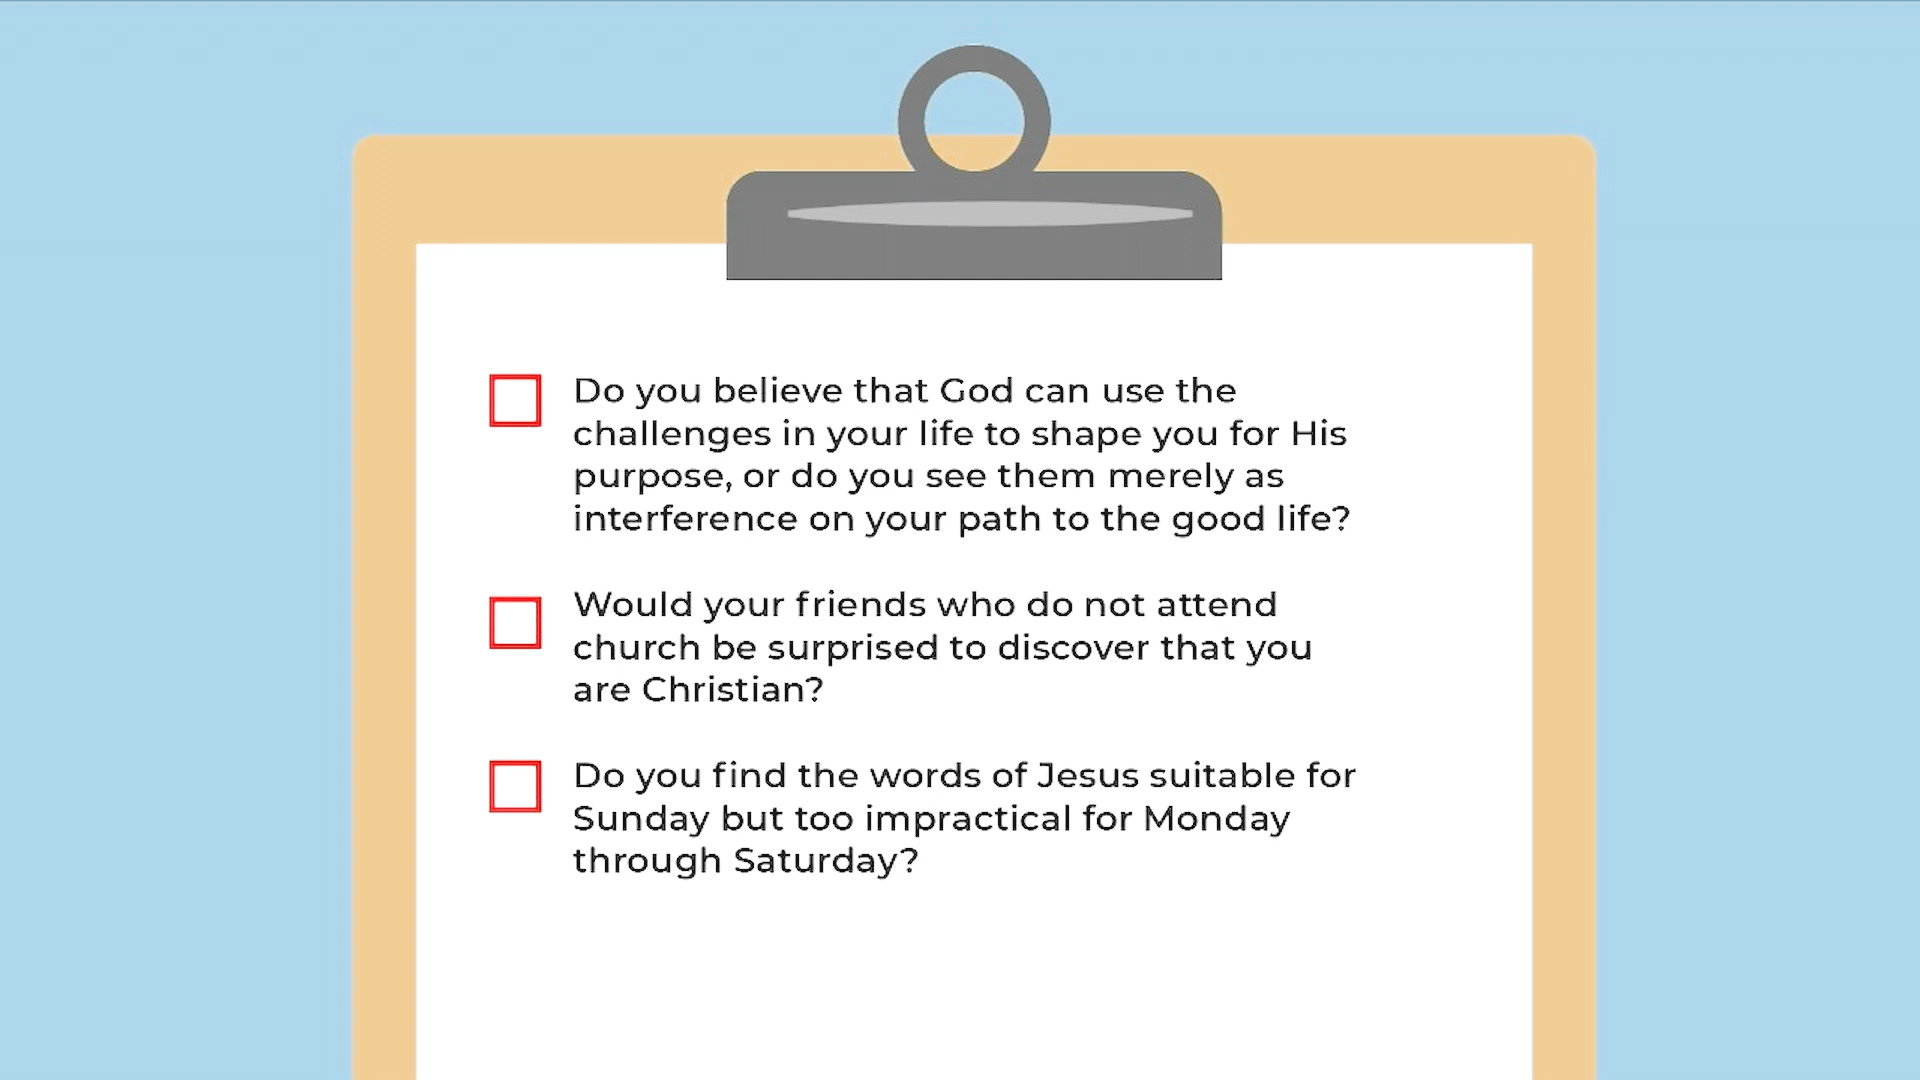 Do you believe that God can use the
challenges in your life to shape you for His
purpose, or do you see them merely as
interference on your path to the good life?
Would your friends who do not attend
church be surprised to discover that you
are Christian?
Do you find the words of Jesus suitable for
Sunday but too impractical for Monday
through Saturday?